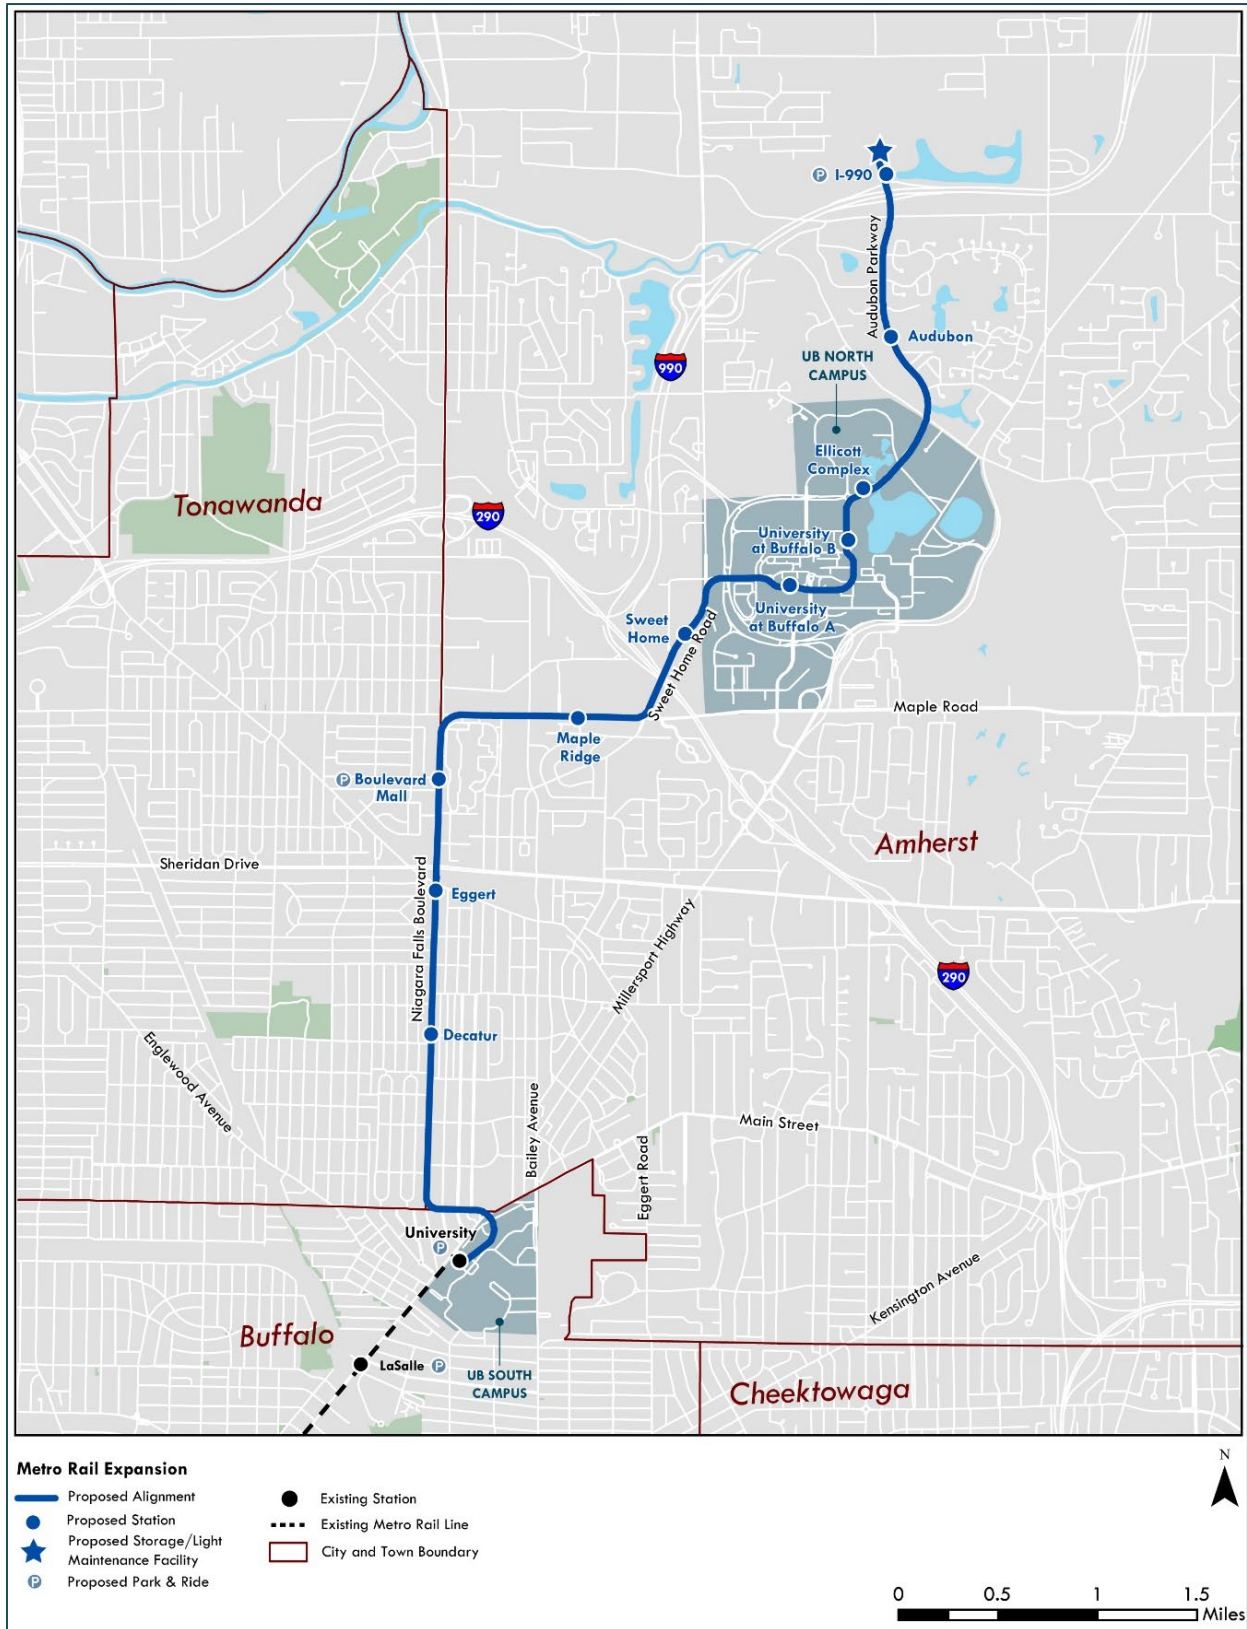 P I-990
Audubon Parkway
Audubon
UB NORTH
CAMPUS
990
Ellicott
Complex
Tonawanda
290
University
at Buffalo B
University
at Buffalo A
Sweet
Home
Sweet Home Road
Maple Road
Maple
Ridge
P Boulevard
Mall
Amherst
Sheridan Drive
Niagara Falls Boulevard
Eggert
Millersport Highway
290
Decatur
Englewood Avenue
Bailey Avenue
Main Street
Eggert Road
University
P
Kensington Avenue
Buffalo
LaSalle P
UB SOUTH
CAMPUS
Cheektowaga
Metro Rail Expansion
Proposed Alignment
Proposed Station
Proposed Storage/Light
Maintenance Facility
P Proposed Park & Ride
Existing Station
Existing Metro Rail Line
City and Town Boundary
N
0 0.5 1 1.5
Miles